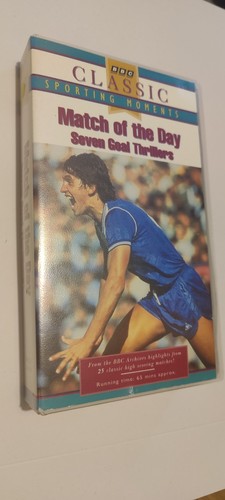 BBC
CLASSIC
SPORTING MOMENTS
Match of the Day
Seven Goal Thrillers
From the BBC Archives highlights from
25 classic high-scoring matches!
Running time: 85 mins approx.